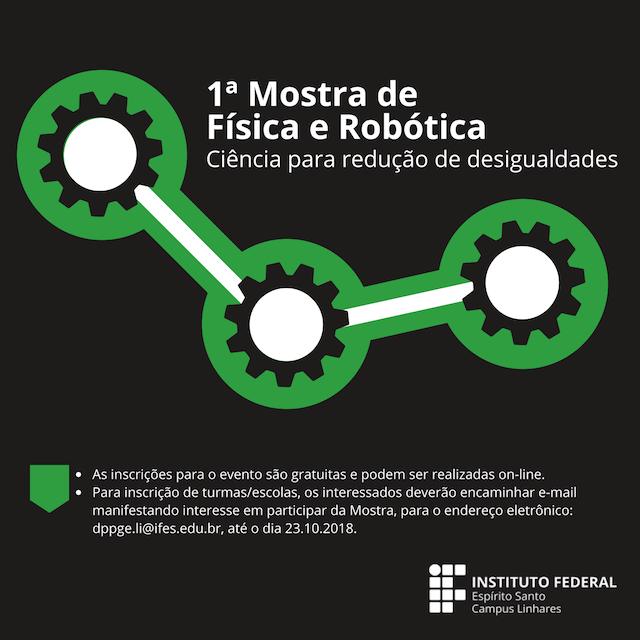 1ª Mostra de
Física e Robótica
Ciência para redução de desigualdades
• As inscrições para o evento são gratuitas e podem ser realizadas on-line.
• Para inscrição de turmas/escolas, os interessados deverão encaminhar e-mail
manifestando interesse em participar da Mostra, para o endereço eletrônico:
dppge.li@ifes.edu.br, até o dia 23.10.2018.
INSTITUTO FEDERAL
Espírito Santo
Campus Linhares